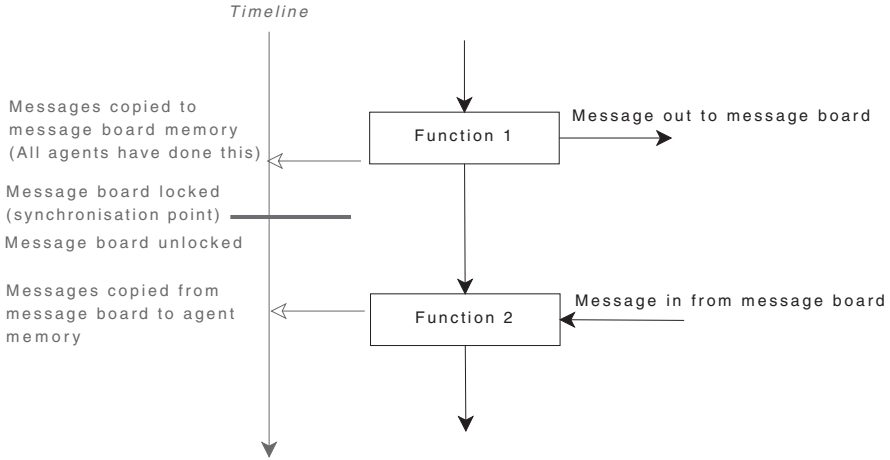 Timeline
Messages copied to
message board memory
(All agents have done this)
Message out to message board
Function 1
Message board locked
(synchronisation point)
Message board unlocked
Messages copied from
message board to agent
memory
Message in from message board
Function 2